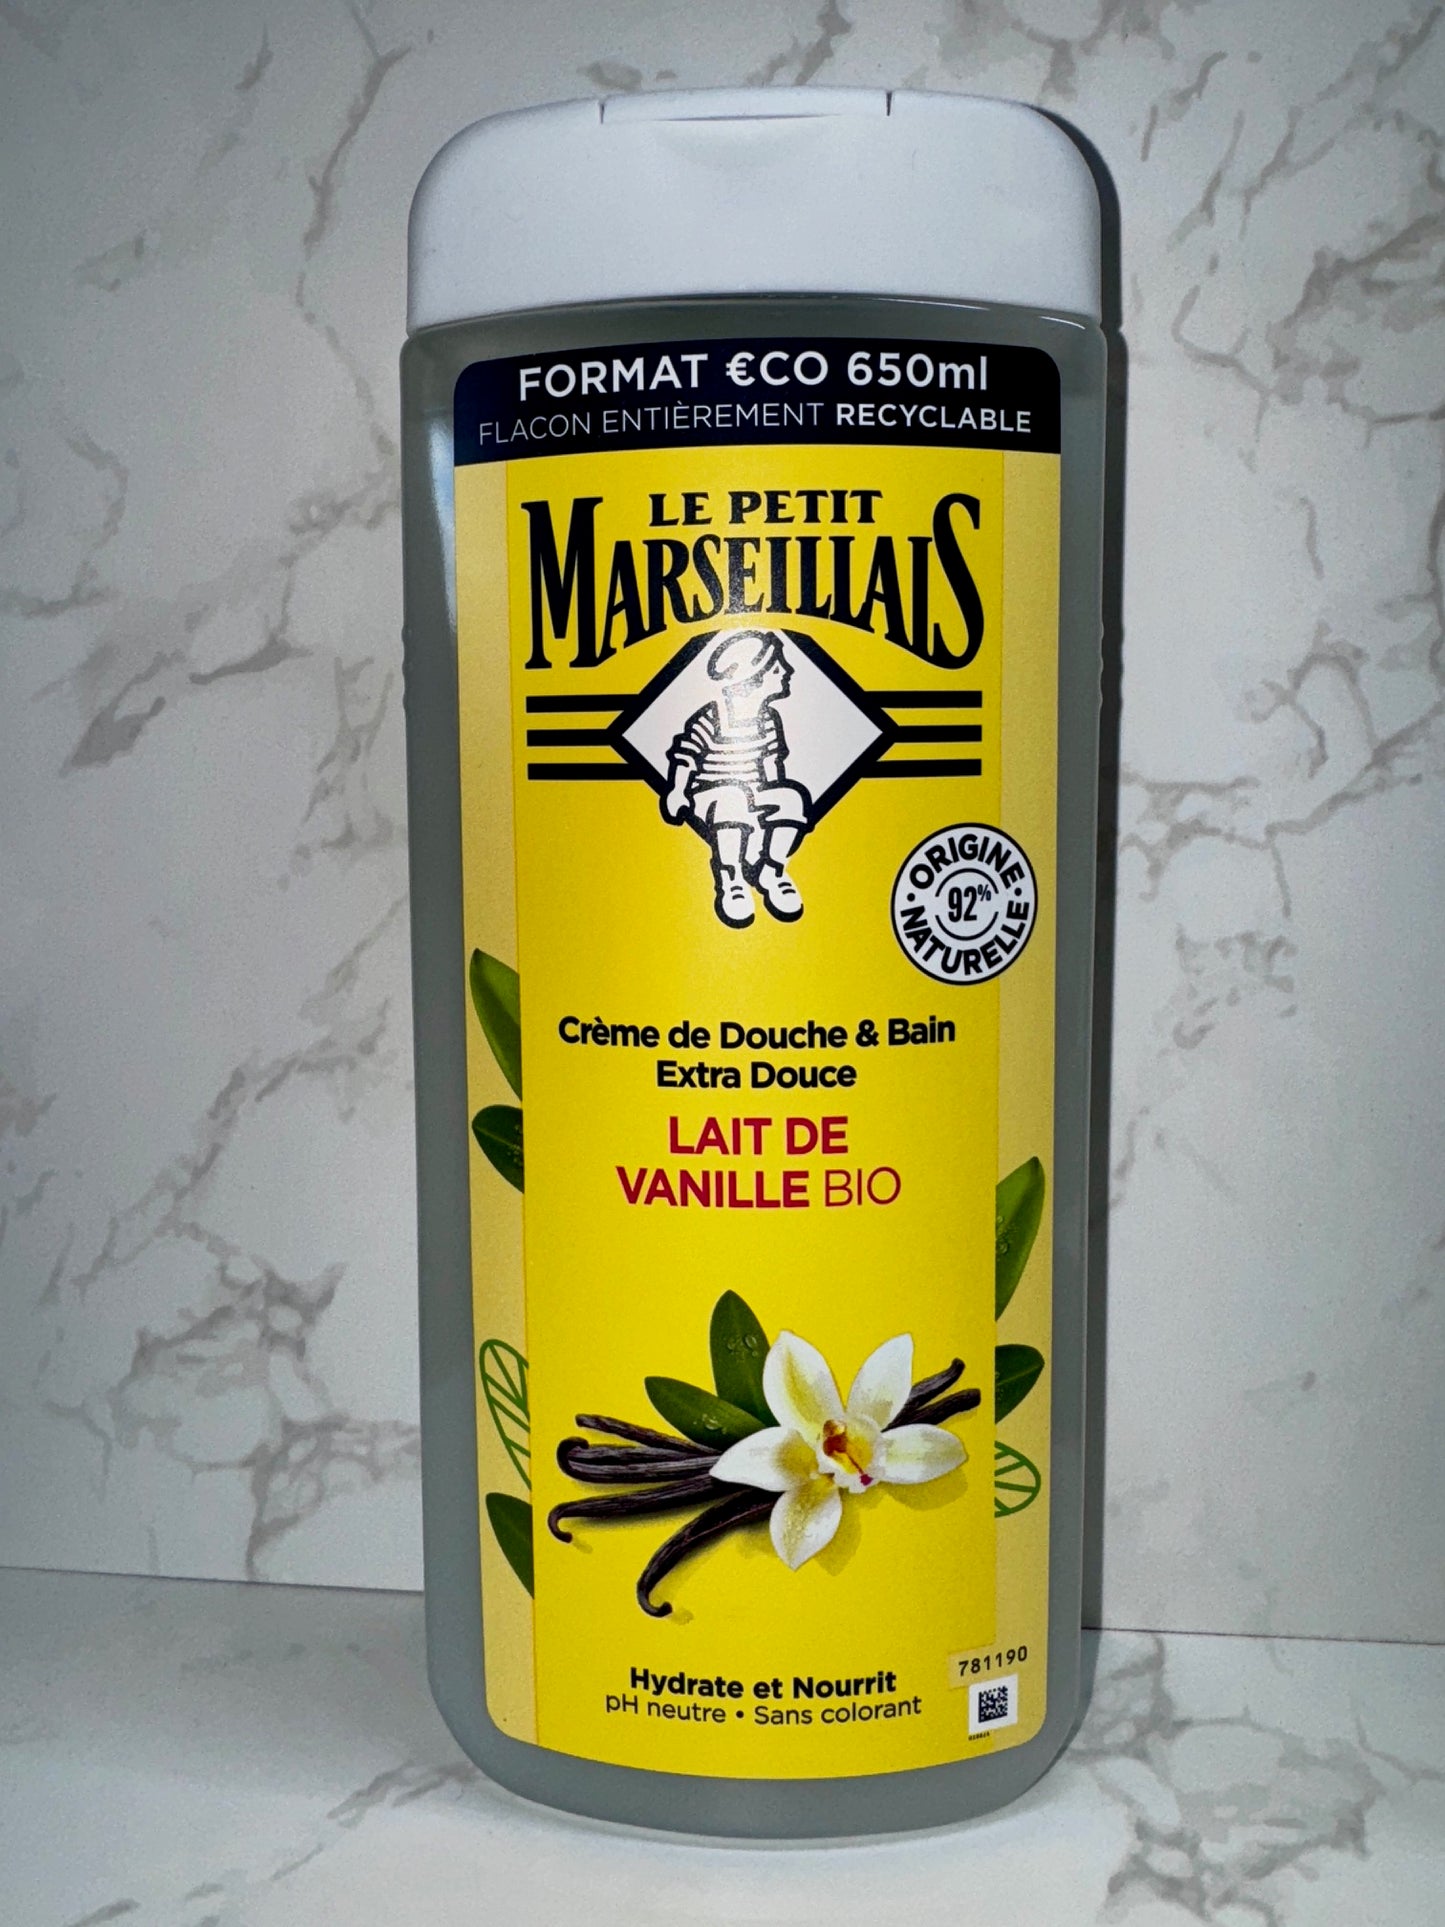 FORMAT €CO 650ml
FLACON ENTIÈREMENT RECYCLABLE
LE PETIT
MARSEILLAIS
ORIGINE
92%
NATURELLE
Crème de Douche & Bain
Extra Douce
LAIT DE
VANILLE BIO
Hydrate et Nourrit
pH neutre • Sans colorant
781190